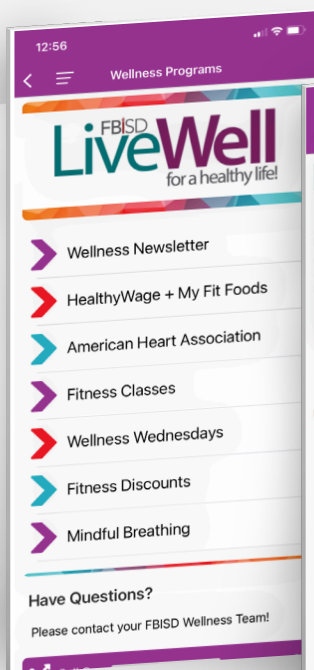 12:56
Wellness Programs
FBISD
LiveWell
for a healthy life!
Wellness Newsletter
HealthyWage + My Fit Foods
American Heart Association
Fitness Classes
Wellness Wednesdays
Fitness Discounts
Mindful Breathing
Have Questions?
Please contact your FBISD Wellness Team!